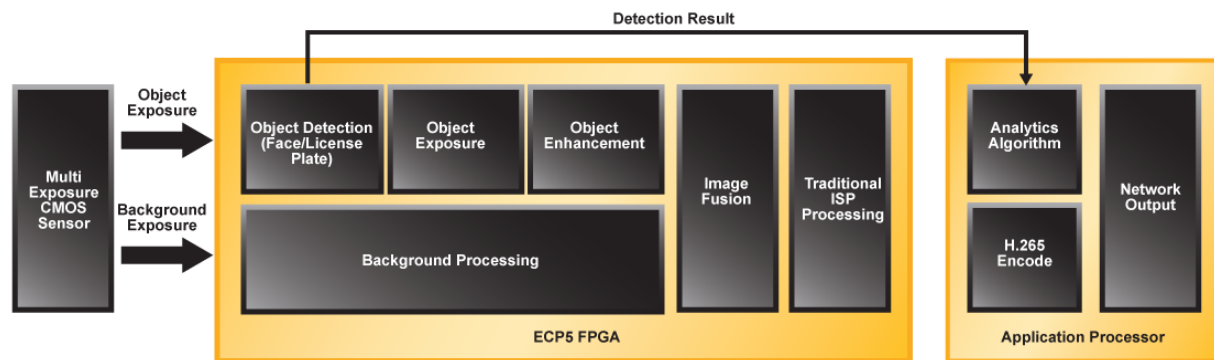 Detection Result
Object
Exposure
Background
Exposure
Multi
Exposure
CMOS
Sensor
Object Detection
(Face/License
Plate)
Object
Exposure
Object
Enhancement
Background Processing
Image
Fusion
Traditional
ISP
Processing
ECP5 FPGA
Analytics
Algorithm
H.265
Encode
Network
Output
Application Processor